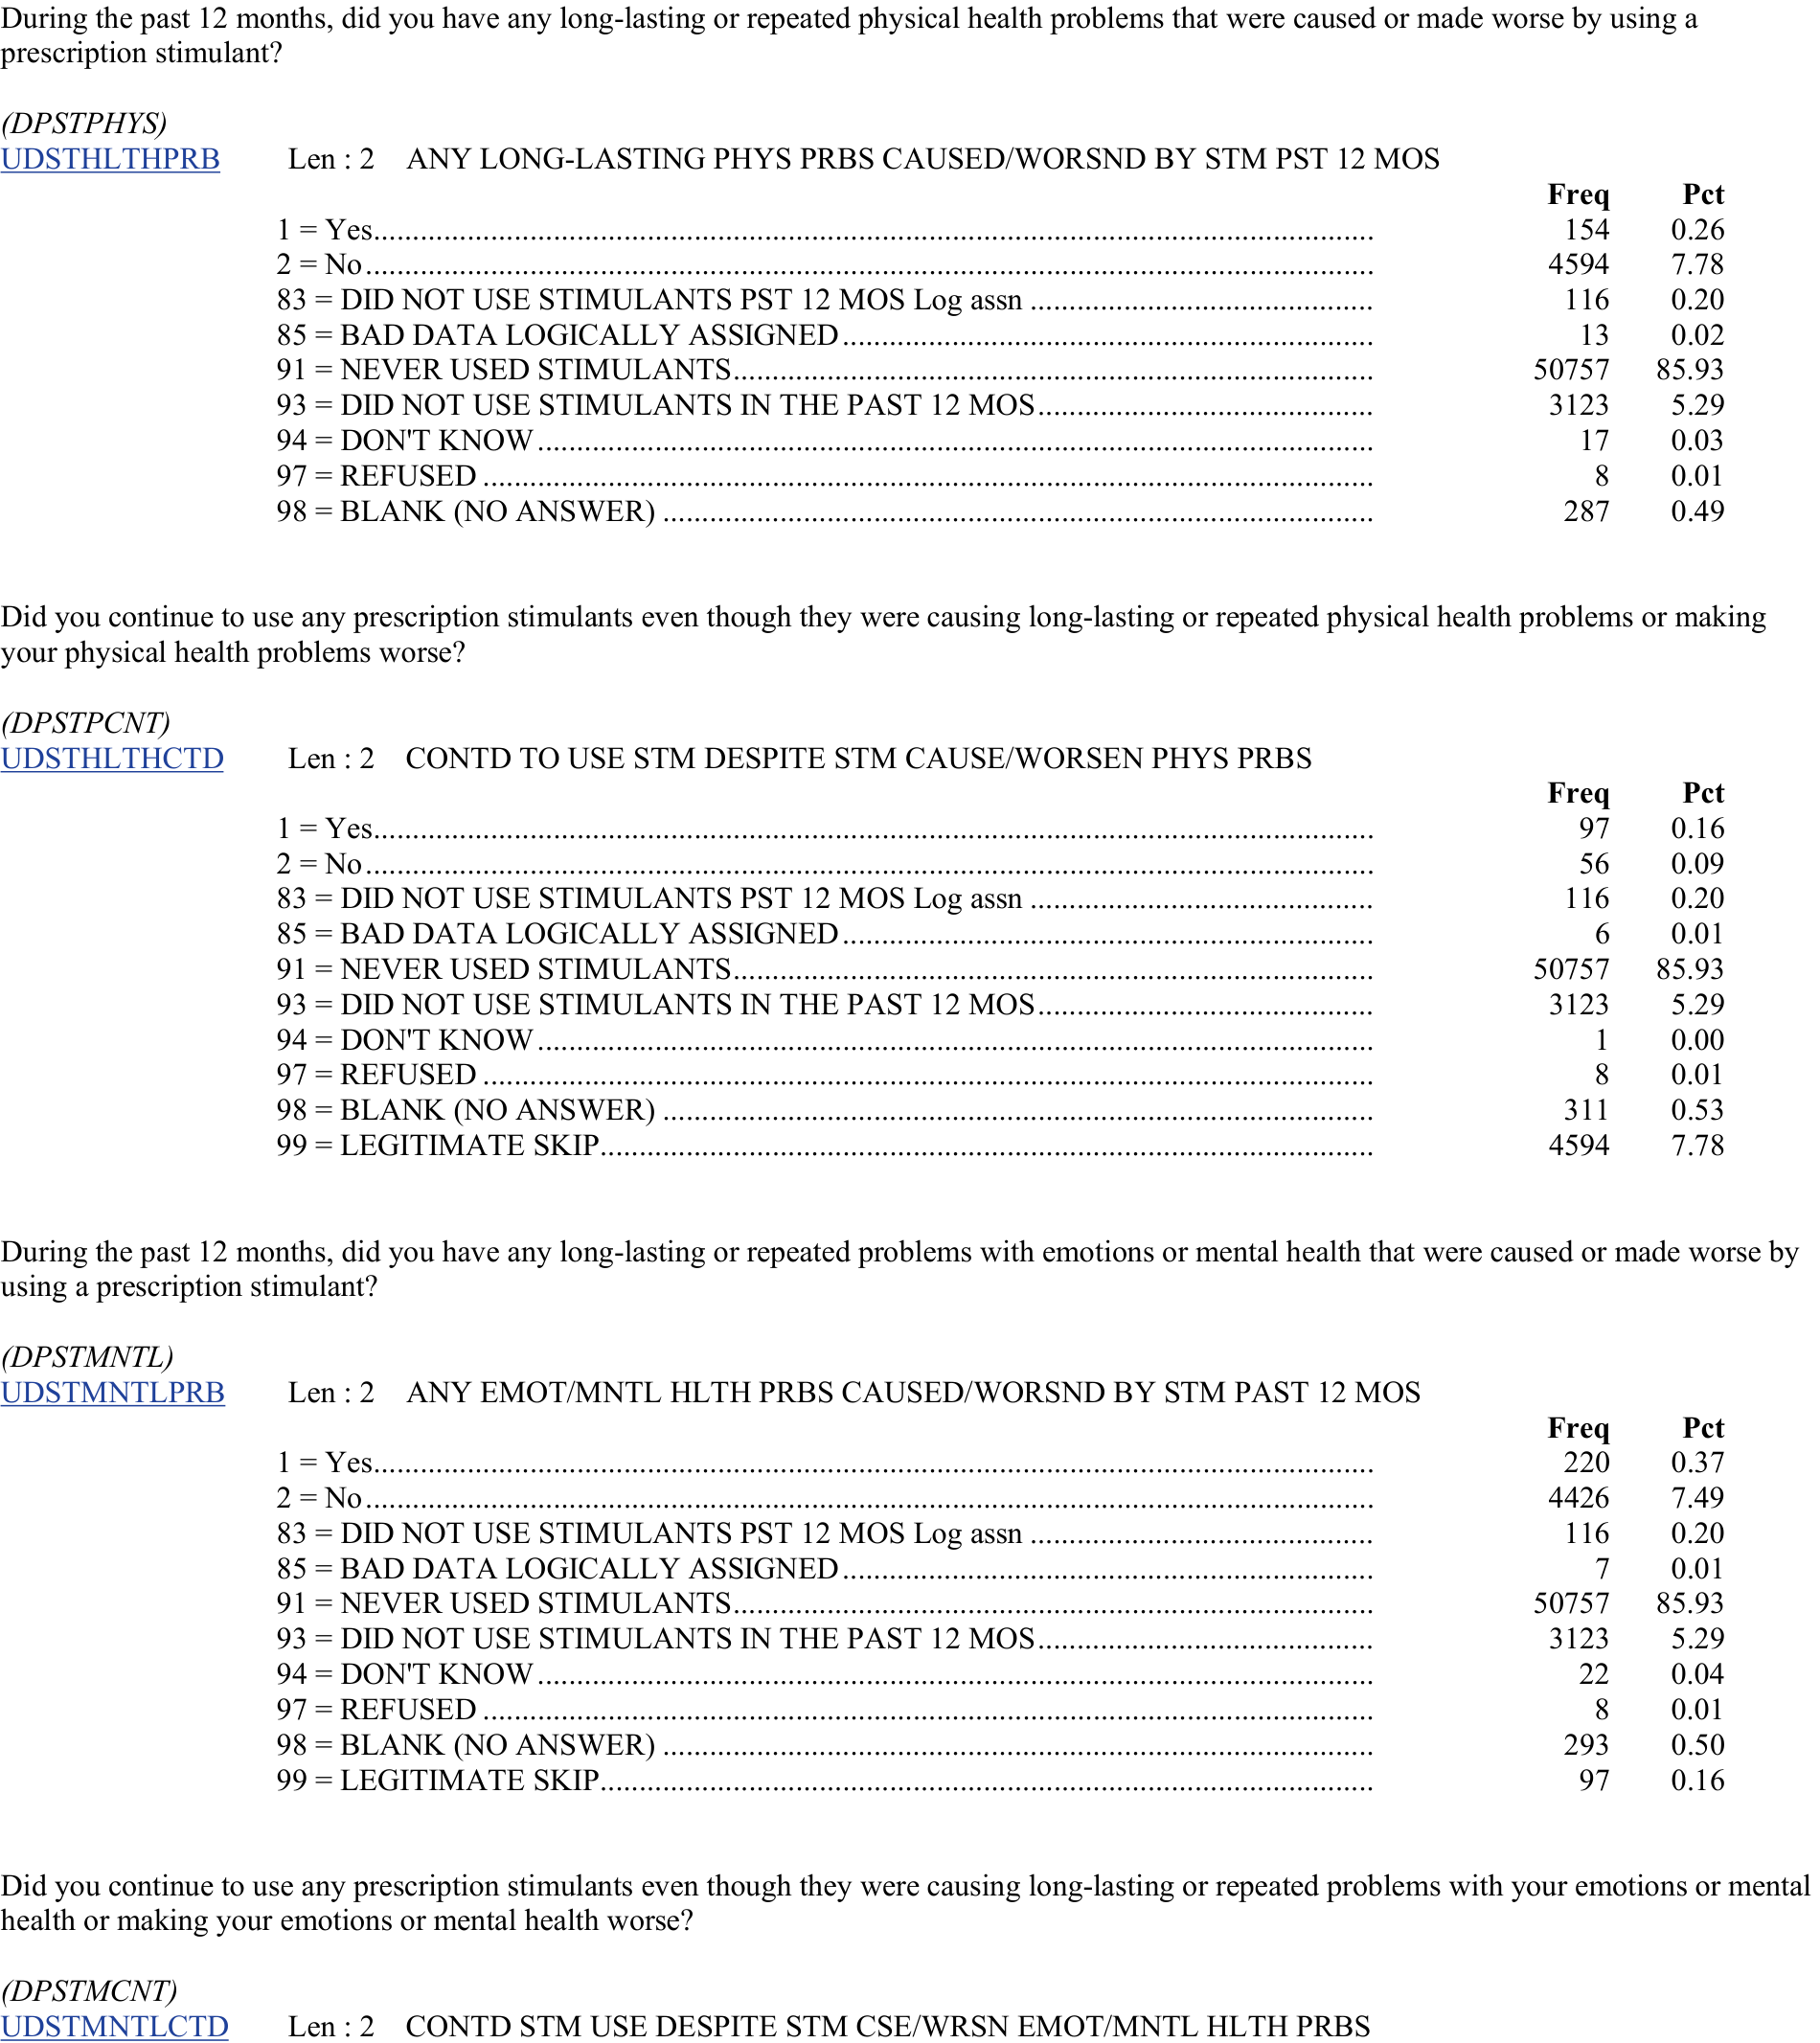 During the past 12 months, did you have any long-lasting or repeated physical health problems that were caused or made worse by using a
prescription stimulant?
(DPSTPHYS)
UDSTHLTHPRB Len : 2 ANY LONG-LASTING PHYS PRBS CAUSED/WORSND BY STM PST 12 MOS
Freq Pct
1 = Yes 154 0.26
2 = No 4594 7.78
83 = DID NOT USE STIMULANTS PST 12 MOS Log assn 116 0.20
85 = BAD DATA LOGICALLY ASSIGNED 13 0.02
91 = NEVER USED STIMULANTS 50757 85.93
93 = DID NOT USE STIMULANTS IN THE PAST 12 MOS 3123 5.29
94 = DON'T KNOW 17 0.03
97 = REFUSED 8 0.01
98 = BLANK (NO ANSWER) 287 0.49
Did you continue to use any prescription stimulants even though they were causing long-lasting or repeated physical health problems or making
your physical health problems worse?
(DPSTPCNT)
UDSTHLTHCTD Len : 2 CONTD TO USE STM DESPITE STM CAUSE/WORSEN PHYS PRBS
Freq Pct
1 = Yes 97 0.16
2 = No 56 0.09
83 = DID NOT USE STIMULANTS PST 12 MOS Log assn 116 0.20
85 = BAD DATA LOGICALLY ASSIGNED 6 0.01
91 = NEVER USED STIMULANTS 50757 85.93
93 = DID NOT USE STIMULANTS IN THE PAST 12 MOS 3123 5.29
94 = DON'T KNOW 1 0.00
97 = REFUSED 8 0.01
98 = BLANK (NO ANSWER) 311 0.53
99 = LEGITIMATE SKIP 4594 7.78
During the past 12 months, did you have any long-lasting or repeated problems with emotions or mental health that were caused or made worse by
using a prescription stimulant?
(DPSTMNTL)
UDSTMNTLPRB Len : 2 ANY EMOT/MNTL HLTH PRBS CAUSED/WORSND BY STM PAST 12 MOS
Freq Pct
1 = Yes 220 0.37
2 = No 4426 7.49
83 = DID NOT USE STIMULANTS PST 12 MOS Log assn 116 0.20
85 = BAD DATA LOGICALLY ASSIGNED 7 0.01
91 = NEVER USED STIMULANTS 50757 85.93
93 = DID NOT USE STIMULANTS IN THE PAST 12 MOS 3123 5.29
94 = DON'T KNOW 22 0.04
97 = REFUSED 8 0.01
98 = BLANK (NO ANSWER) 293 0.50
99 = LEGITIMATE SKIP 97 0.16
Did you continue to use any prescription stimulants even though they were causing long-lasting or repeated problems with your emotions or mental
health or making your emotions or mental health worse?
(DPSTMCNT)
UDSTMNTLCTD Len : 2 CONTD STM USE DESPITE STM CSE/WRSN EMOT/MNTL HLTH PRBS